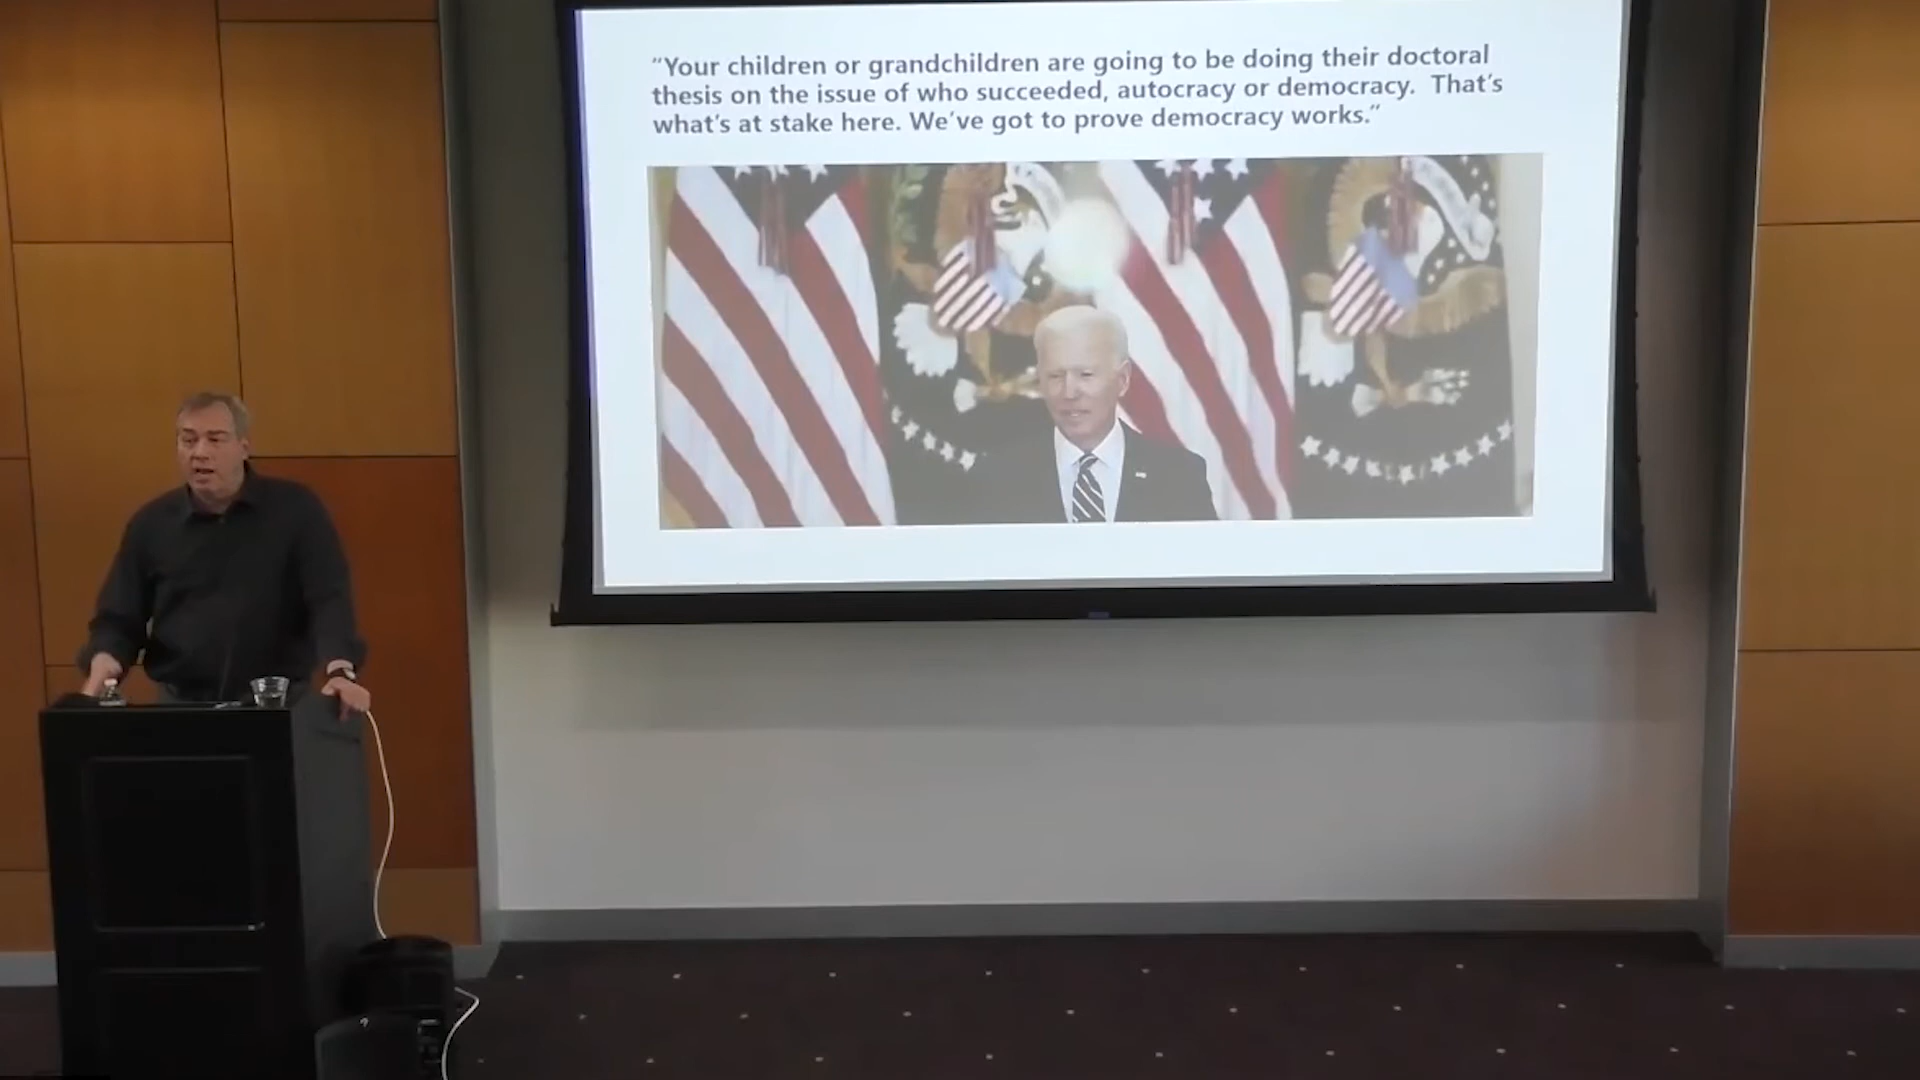 “Your children or grandchildren are going to be doing their doctoral
thesis on the issue of who succeeded, autocracy or democracy.  That’s
what’s at stake here. We’ve got to prove democracy works.”